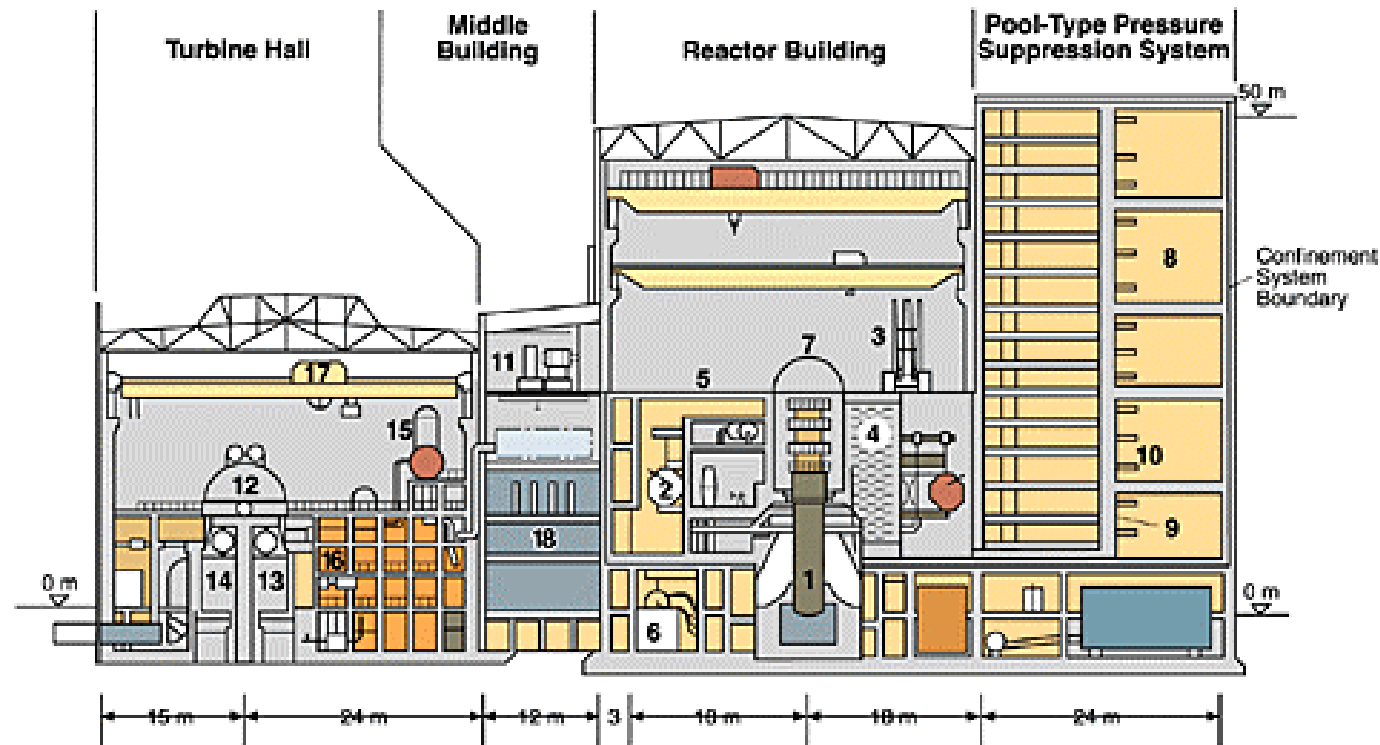 Turbine Hall
Middle
Building
Reactor Building
Pool-Type Pressure
Suppression System
50 m
8
Confinement
System
Boundary
3
7
11
5
17
15
4
10
12
2
9
18
16
14
13
1
0 m
0 m
6
15 m
24 m
12 m
3
18 m
18 m
24 m